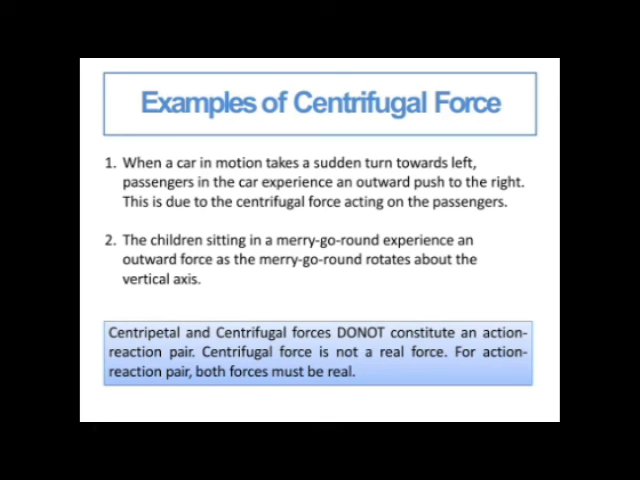 Examples of Centrifugal Force
1. When a car in motion takes a sudden turn towards left,
passengers in the car experience an outward push to the right.
This is due to the centrifugal force acting on the passengers.
2. The children sitting in a merry-go-round experience an
outward force as the merry-go-round rotates about the
vertical axis.
Centripetal and Centrifugal forces DONOT constitute an action-
reaction pair. Centrifugal force is not a real force. For action-
reaction pair, both forces must be real.